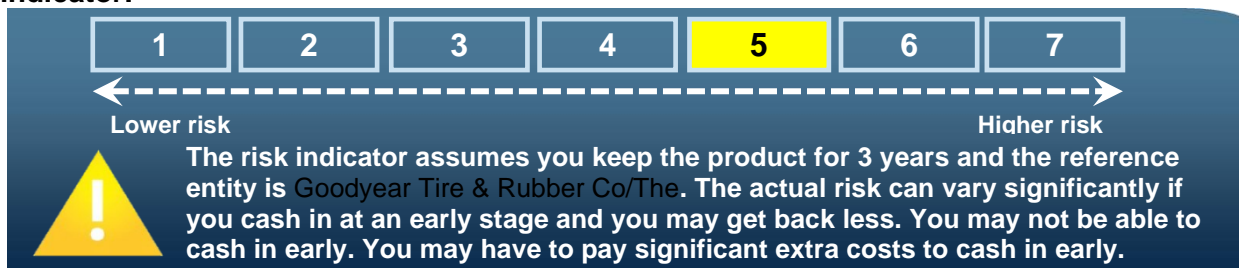 indicator:
1 2 3 4 5 6 7
Lower risk Higher risk
The risk indicator assumes you keep the product for 3 years and the reference
entity is Goodyear Tire & Rubber Co/The. The actual risk can vary significantly if
you cash in at an early stage and you may get back less. You may not be able to
cash in early. You may have to pay significant extra costs to cash in early.